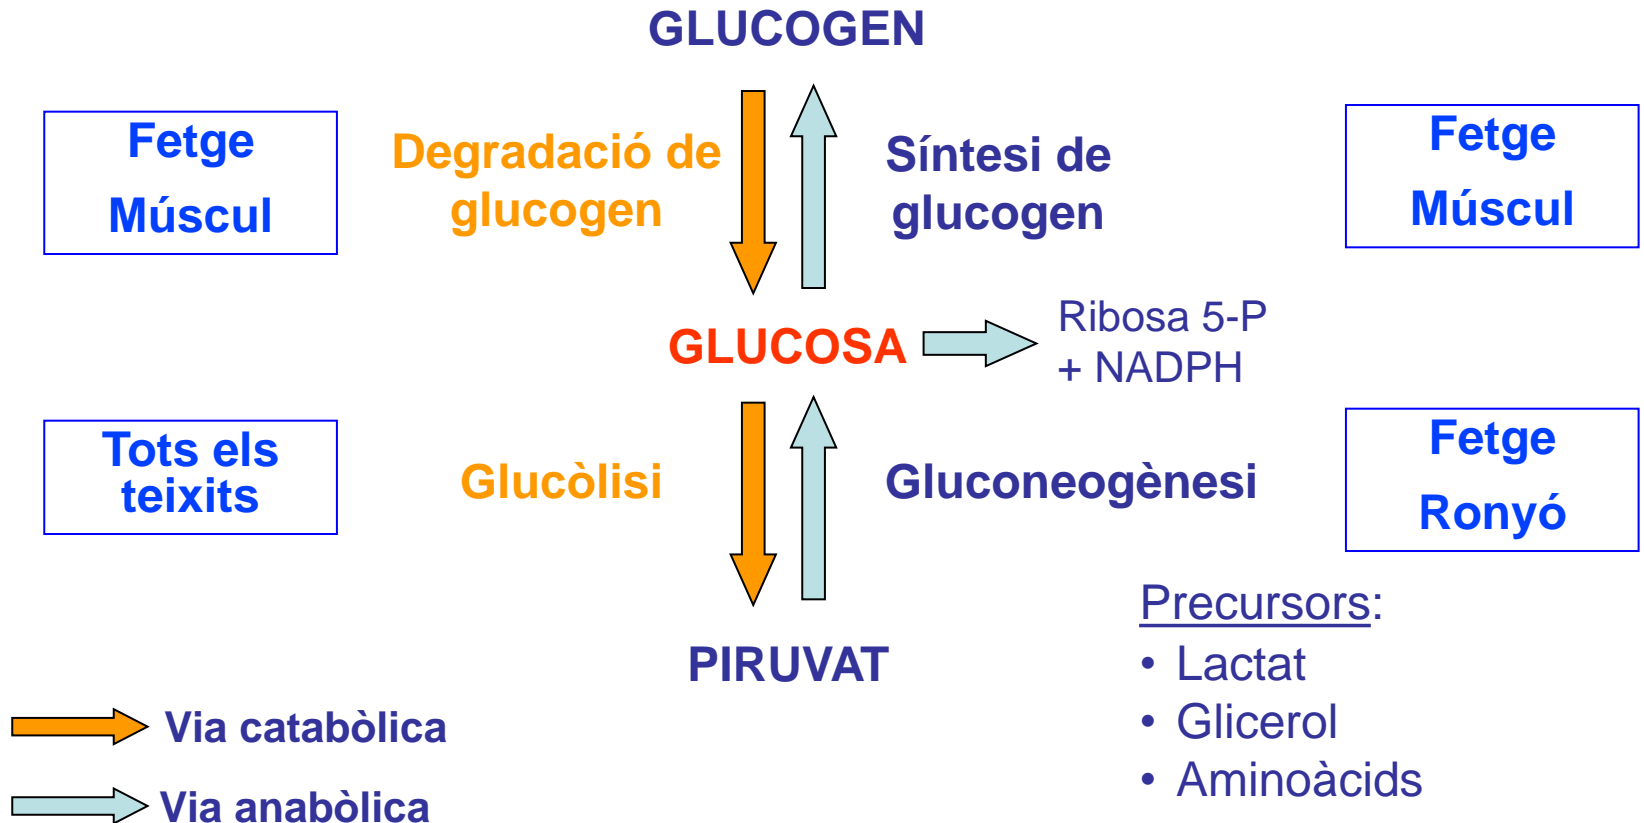 GLUCOGEN
Fetge
Múscul
Degradació de
glucogen
Síntesi de
glucogen
Fetge
Múscul
GLUCOSA
Ribosa 5-P
+ NADPH
Tots els
teixits
Glucòlisi
Gluconeogènesi
Fetge
Ronyó
PIRUVAT
Precursors:
• Lactat
• Glicerol
• Aminoàcids
Via catabòlica
Via anabòlica